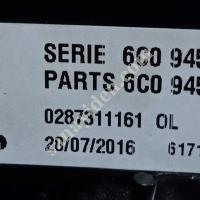 SERIE 6C0 945
PARTS 6C0 945
0287311161 OL
20/07/2016 6171